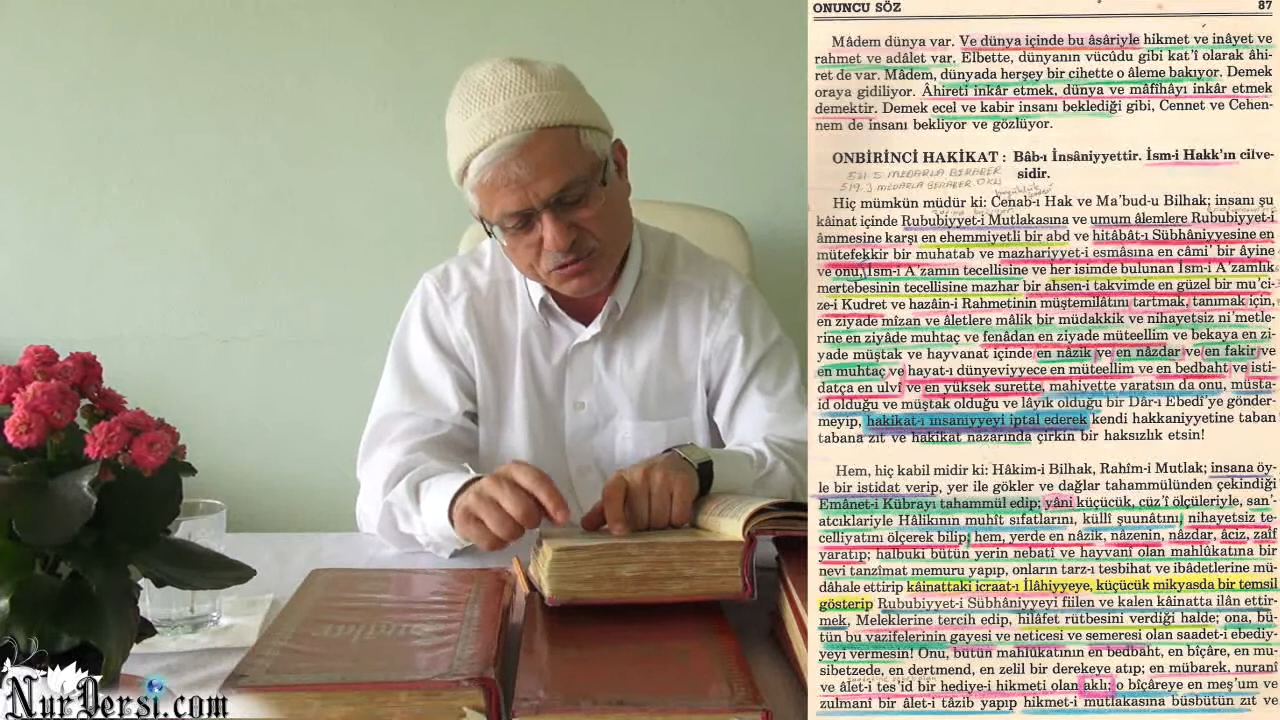 ONUNCU SÖZ 87
Mâdem dünya var. Ve dünya içinde bu âsâriyle hikmet ve inâyet ve
rahmet ve adâlet var. Elbette, dünyanın vücûdu gibi kat'î olarak âhi-
ret de var. Mâdem, dünyada herşey bir cihette o âleme bakıyor. Demek
oraya gidiliyor. Âhireti inkâr etmek, dünya ve mâfîhâyı inkâr etmek
demektir. Demek ecel ve kabir insanı beklediği gibi, Cennet ve Cehen-
nem de insanı bekliyor ve gözlüyor.
ONBİRİNCİ HAKİKAT : Bâb-ı İnsâniyyettir. İsm-i Hakk'ın cilve-
sidir.
MEDARLA BERABER
MEDARLA BERABER OKU
Hiç mümkün müdür ki: Cenab-ı Hak ve Ma'bud-u Bilhak; insanı şu
kâinat içinde Rububiyyet-i Mutlakasına ve umum âlemlere Rububiyyet-i
âmmesine karşı en ehemmiyetli bir abd ve hitâbât-ı Sübhâniyyesine en
mütefekkir bir muhatab ve mazhariyyet-i esmâsına en câmi' bir âyine
ve onu, İsm-i A'zamın tecellisine ve her isimde bulunan İsm-i A'zamlık
mertebesinin tecellisine mazhar bir ahsen-i takvimde en güzel bir mu'ci-
ze-i Kudret ve hazâin-i Rahmetinin müştemilâtını tartmak, tanımak için,
en ziyade mîzan ve âletlere mâlik bir müdakkik ve nihayetsiz ni'metle-
rine en ziyâde muhtaç ve fenâdan en ziyade müteellim ve bekaya en zi-
yade müştak ve hayvanat içinde en nâzik ve en nâzdar ve en fakir ve
en muhtaç ve hayat-ı dünyeviyyece en müteellim ve en bedbaht ve isti-
datça en ulvî ve en yüksek surette, mahiyette yaratsın da onu, müsta-
id olduğu ve müştak olduğu ve lâyık olduğu bir Dâr-ı Ebedî'ye gönder-
meyip, hakikat-ı insaniyyeyi iptal ederek kendi hakkaniyyetine taban
tabana zıt ve hakikat nazarında çirkin bir haksızlık etsin!
Hem, hiç kabil midir ki: Hâkim-i Bilhak, Rahîm-i Mutlak; insana öy-
le bir istidat verip, yer ile gökler ve dağlar tahammülünden çekindiği
Emânet-i Kübrayı tahammül edip; yâni küçücük, cüz'î ölçüleriyle, san'-
atcıklariyle Hâlikının muhît sıfatlarını, küllî şuunâtını, nihayetsiz te-
celliyatını ölçerek bilip; hem, yerde en nâzik, nâzenin, nâzdar, âciz, zaîf
yaratıp; halbuki bütün yerin nebatî ve hayvanî olan mahlûkatına bir
nevi tanzîmat memuru yapıp, onların tarz-ı tesbihat ve ibâdetlerine mü-
dâhale ettirip kâinattaki icraat-ı İlâhiyyeye, küçücük mikyasda bir temsil
gösterip Rububiyyet-i Sübhâniyyeyi fiilen ve kalen kâinatta ilân ettir-
mek, Meleklerine tercih edip, hilâfet rütbesini verdiği halde; ona, bü-
tün bu vazifelerinin gayesi ve neticesi ve semeresi olan saadet-i ebediy-
yeyi vermesin! Onu, bütün mahlûkatının en bedbaht, en bîçâre, en mu-
sibetzede, en dertmend, en zelil bir derekeye atıp; en mübarek, nuranî
ve âlet-i tes'id bir hediye-i hikmeti olan aklı; o bîçâreye en meş'um ve
zulmanî bir âlet-i tâzib yapıp hikmet-i mutlakasına büsbütün zıt ve
NurDersi.com